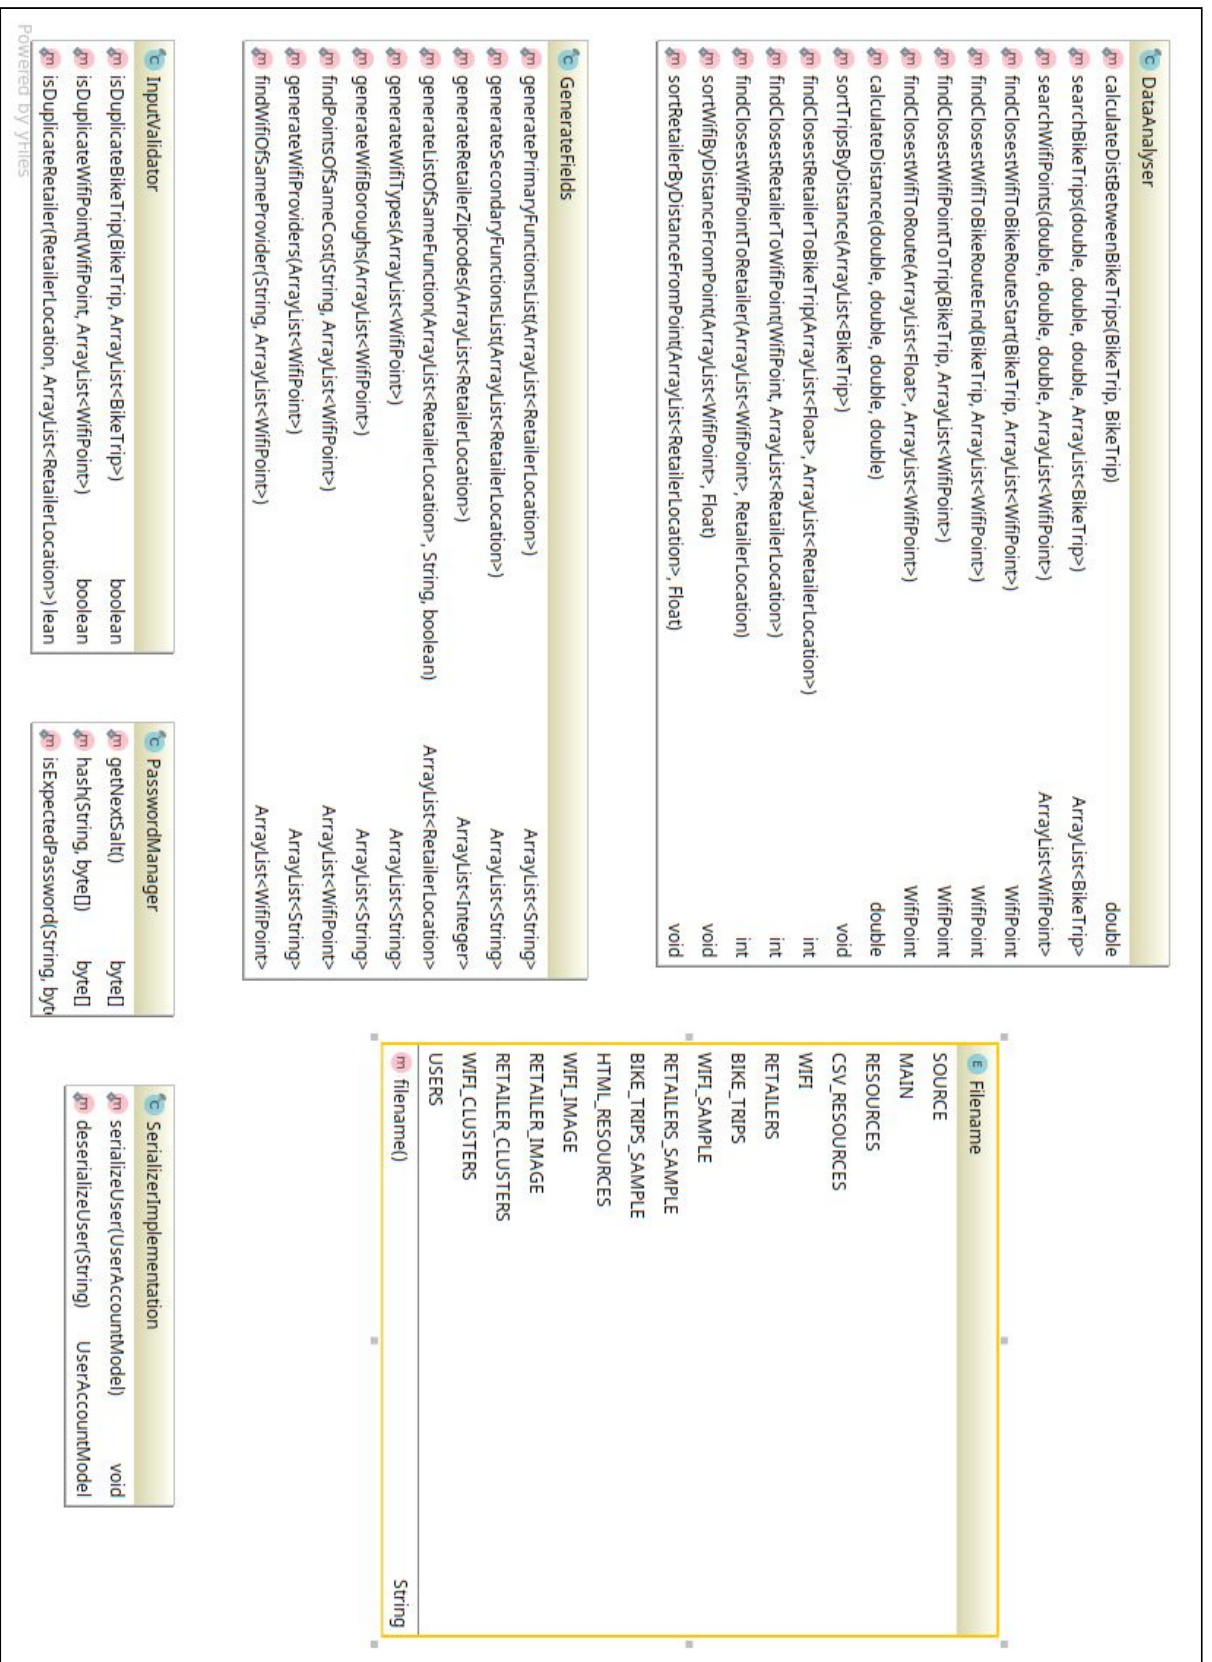 DataAnalyser
calculateDistBetweenBikeTrips(BikeTrip, BikeTrip) double
searchBikeTrips(double, double, double, ArrayList<BikeTrip>) ArrayList<BikeTrip>
searchWifiPoints(double, double, double, ArrayList<WifiPoint>) ArrayList<WifiPoint>
findClosestWifiToBikeRouteStart(BikeTrip, ArrayList<WifiPoint>) WifiPoint
findClosestWifiToBikeRouteEnd(BikeTrip, ArrayList<WifiPoint>) WifiPoint
findClosestWifiPointToTrip(BikeTrip, ArrayList<WifiPoint>) WifiPoint
findClosestWifiToRoute(ArrayList<Float>, ArrayList<WifiPoint>) WifiPoint
calculateDistance(double, double, double, double) double
sortTripsByDistance(ArrayList<BikeTrip>) void
findClosestRetailerToBikeTrip(ArrayList<Float>, ArrayList<RetailerLocation>) int
findClosestRetailerToWifiPoint(WifiPoint, ArrayList<RetailerLocation>) int
findClosestWifiPointToRetailer(ArrayList<WifiPoint>, RetailerLocation) int
sortWifiByDistanceFromPoint(ArrayList<WifiPoint>, Float) void
sortRetailerByDistanceFromPoint(ArrayList<RetailerLocation>, Float) void
Filename
SOURCE
MAIN
RESOURCES
CSV_RESOURCES
WIFI
RETAILERS
BIKE_TRIPS
WIFI_SAMPLE
RETAILERS_SAMPLE
BIKE_TRIPS_SAMPLE
HTML_RESOURCES
WIFI_IMAGE
RETAILER_IMAGE
RETAILER_CLUSTERS
WIFI_CLUSTERS
USERS
filename() String
GenerateFields
generatePrimaryFunctionsList(ArrayList<RetailerLocation>) ArrayList<String>
generateSecondaryFunctionsList(ArrayList<RetailerLocation>) ArrayList<String>
generateRetailerZipcodes(ArrayList<RetailerLocation>) ArrayList<Integer>
generateListOfSameFunction(ArrayList<RetailerLocation>, String, boolean) ArrayList<RetailerLocation>
generateWifiTypes(ArrayList<WifiPoint>) ArrayList<String>
generateWifiBoroughs(ArrayList<WifiPoint>) ArrayList<String>
findPointsOfSameCost(String, ArrayList<WifiPoint>) ArrayList<WifiPoint>
generateWifiProviders(ArrayList<WifiPoint>) ArrayList<String>
findWifiOfSameProvider(String, ArrayList<WifiPoint>) ArrayList<WifiPoint>
InputValidator
isDuplicateBikeTrip(BikeTrip, ArrayList<BikeTrip>) boolean
isDuplicateWifiPoint(WifiPoint, ArrayList<WifiPoint>) boolean
isDuplicateRetailer(RetailerLocation, ArrayList<RetailerLocation>) lean
PasswordManager
getNextSalt() byte[]
hash(String, byte[]) byte[]
isExpectedPassword(String, byt
SerializerImplementation
serializeUser(UserAccountModel) void
deserializeUser(String) UserAccountModel
Powered by yFiles